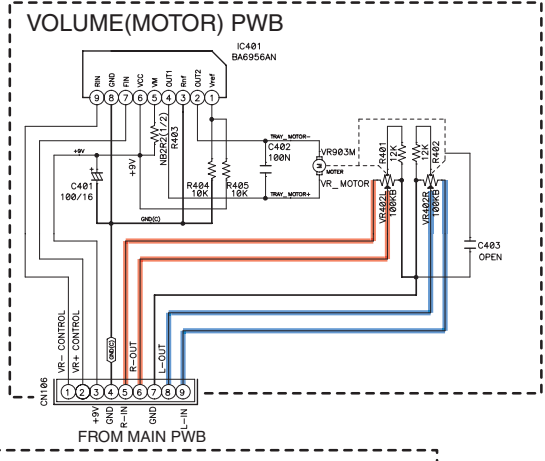 VOLUME(MOTOR) PWB
IC401
BA6956AN
RIN
GND
FIN
VCC
VM
OUT1
Rnf
OUT2
Vref
9 8 7 6 5 4 3 2 1
+9V
C401
100/16
+9V
NB2R2(1/2)
R403
R404
10K
R405
10K
GND(C)
TRAY_MOTOR-
C402
100N
TRAY_MOTOR+
VR903M
M
MOTER
VR_MOTOR
R401
12K
12K
R402
VR402L
100KB
VR402R
100KB
C403
OPEN
VR- CONTROL
VR+ CONTROL
GND(C)
R-OUT
L-OUT
CN106
1 2 3 4 5 6 7 8 9
+9V
GND
R-IN
GND
L-IN
FROM MAIN PWB